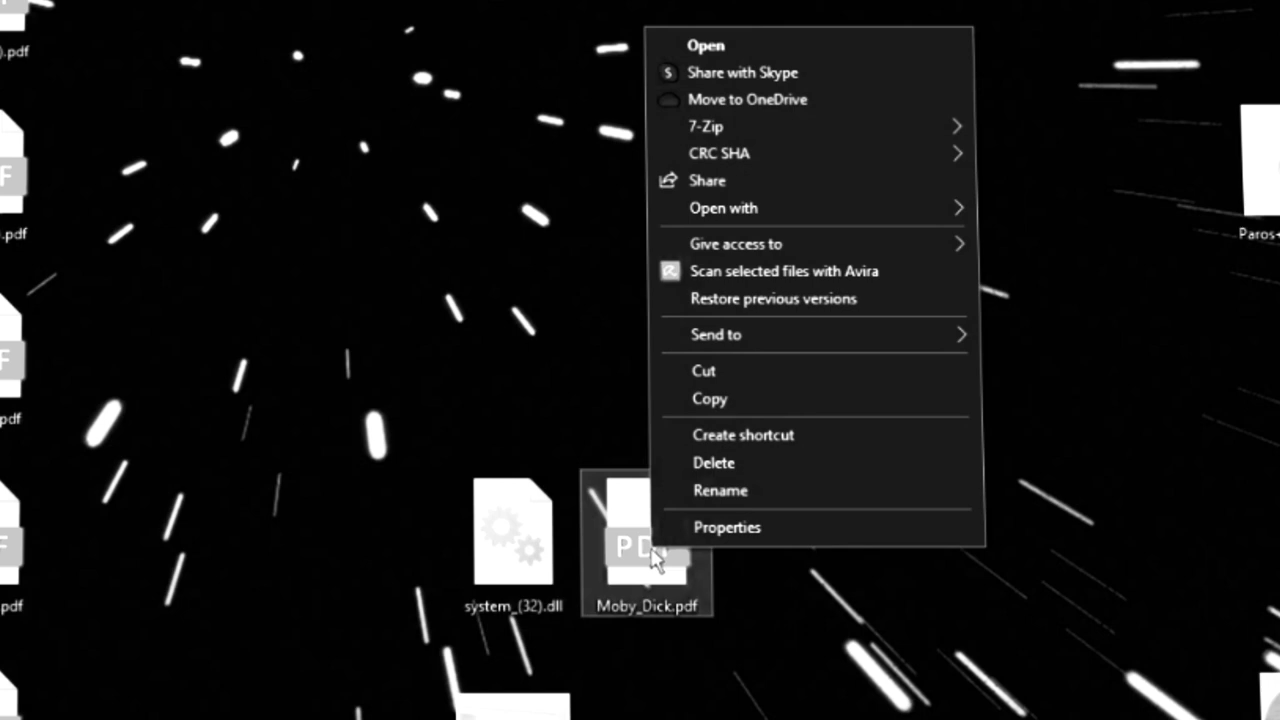 Open
Share with Skype
Move to OneDrive
7-Zip
CRC SHA
Share
Open with
Give access to
Scan selected files with Avira
Restore previous versions
Send to
Cut
Copy
Create shortcut
Delete
Rename
Properties
).pdf
.pdf
Paros
pdf
PDF
system_(32).dll
Moby_Dick.pdf
pdf